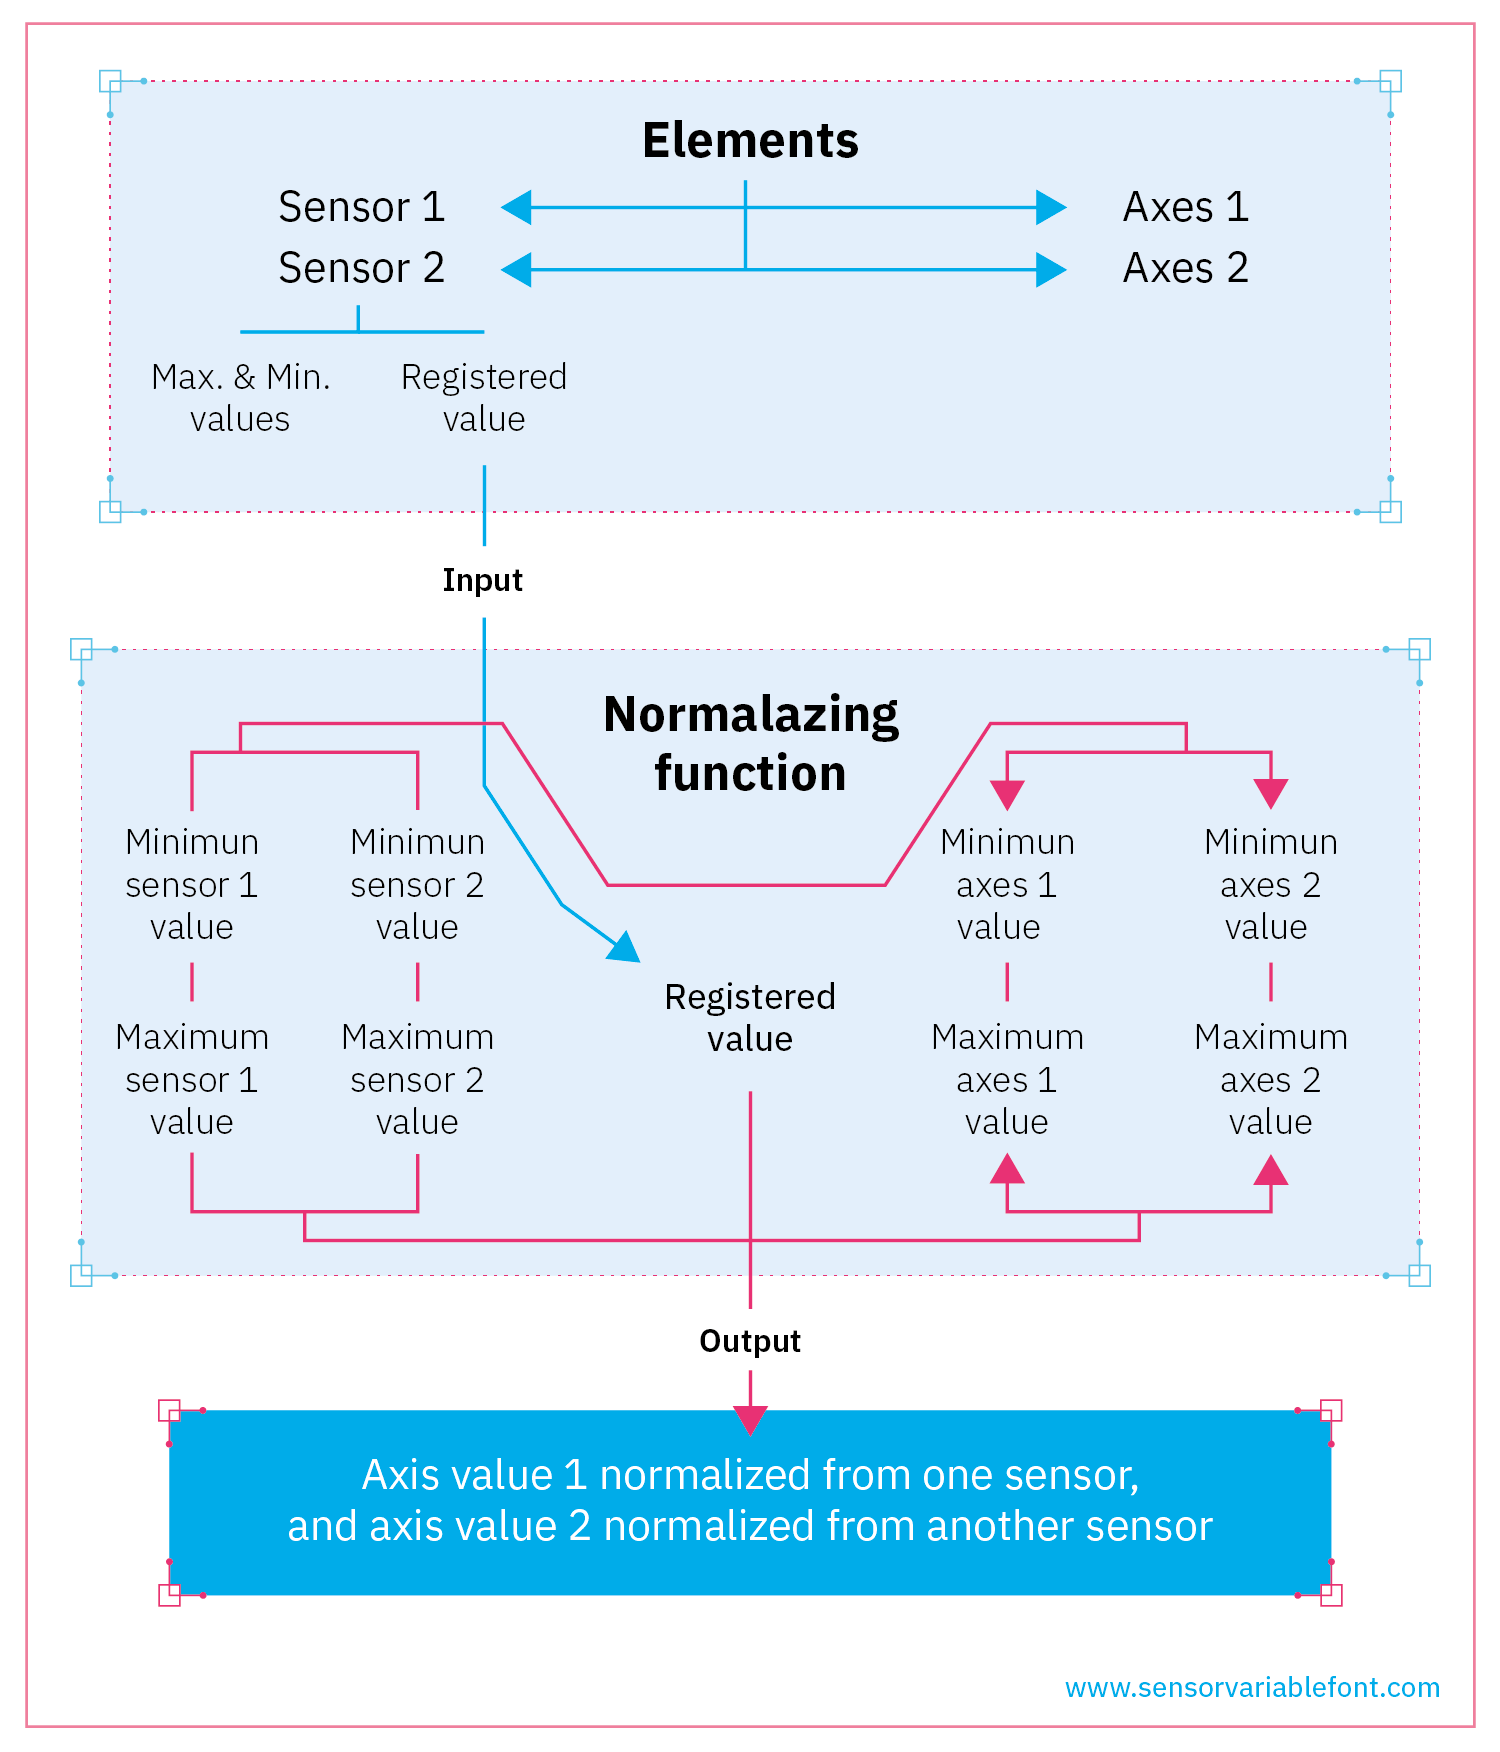 Elements
Sensor 1
Axes 1
Sensor 2
Axes 2
Max. & Min.
values
Registered
value
Input
Normalazing
function
Minimun
sensor 1
value
Minimun
sensor 2
value
Minimun
axes 1
value
Minimun
axes 2
value
Registered
value
Maximum
sensor 1
value
Maximum
sensor 2
value
Maximum
axes 1
value
Maximum
axes 2
value
Output
Axis value 1 normalized from one sensor,
and axis value 2 normalized from another sensor
www.sensorvariablefont.com